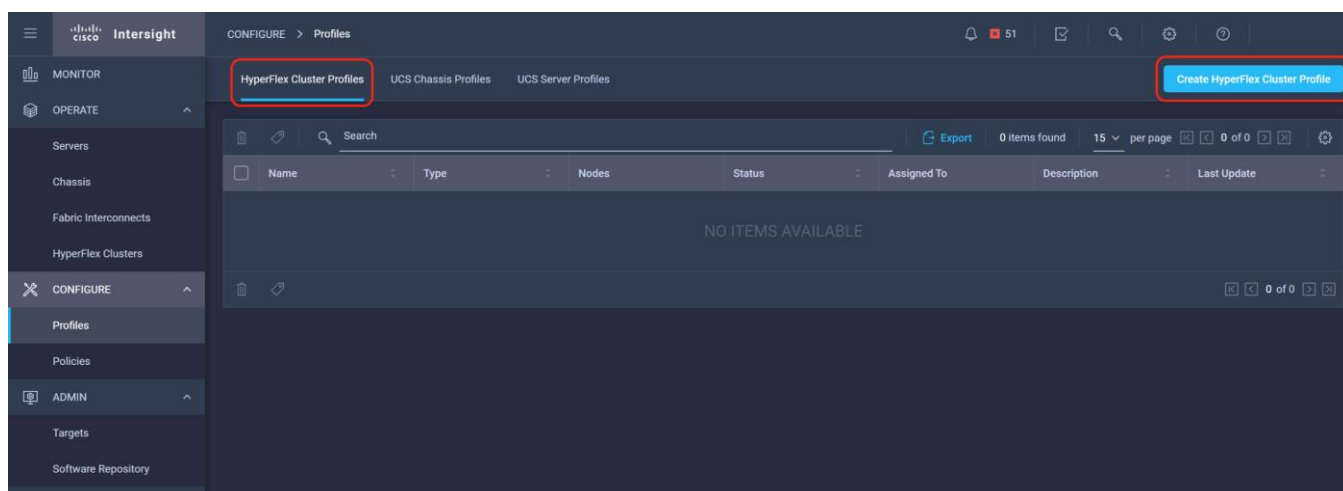 cisco Intersight
CONFIGURE > Profiles
51
MONITOR
OPERATE
Servers
Chassis
Fabric Interconnects
HyperFlex Clusters
CONFIGURE
Profiles
Policies
ADMIN
Targets
Software Repository
HyperFlex Cluster Profiles UCS Chassis Profiles UCS Server Profiles
Create HyperFlex Cluster Profile
Search
Export 0 items found 15 per page 0 of 0
Name Type Nodes Status Assigned To Description Last Update
NO ITEMS AVAILABLE
0 of 0